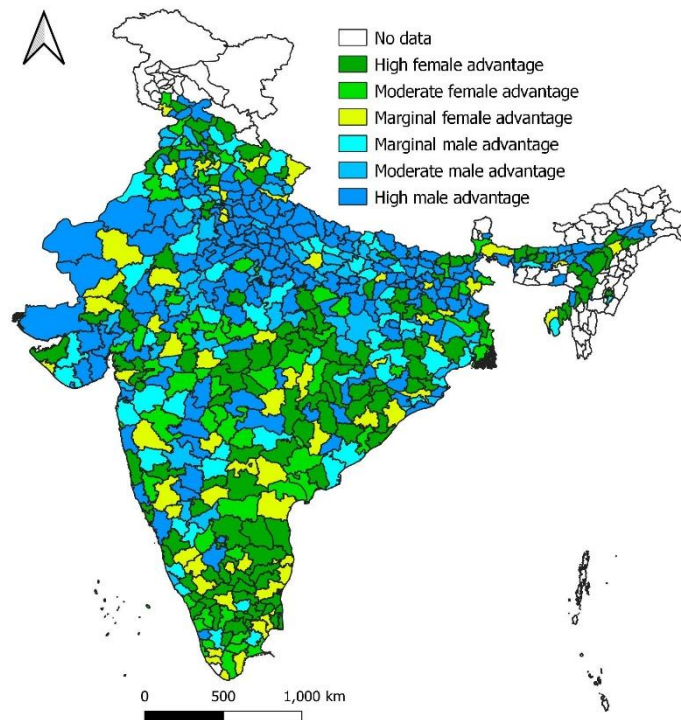 No data
High female advantage
Moderate female advantage
Marginal female advantage
Marginal male advantage
Moderate male advantage
High male advantage
0 500 1,000 km